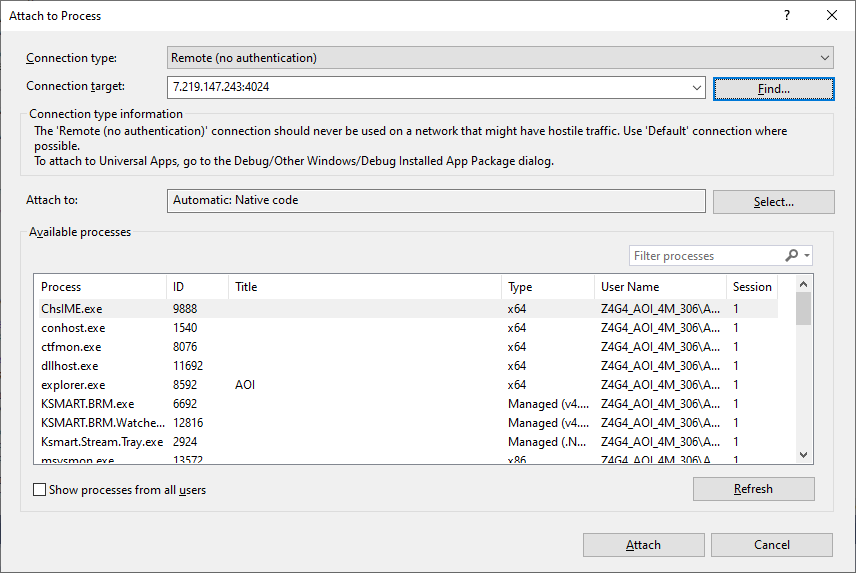 Attach to Process
Connection type: Remote (no authentication)
Connection target: 7.219.147.243:4024 Find...
Connection type information
The 'Remote (no authentication)' connection should never be used on a network that might have hostile traffic. Use 'Default' connection where
possible.
To attach to Universal Apps, go to the Debug/Other Windows/Debug Installed App Package dialog.
Attach to: Automatic: Native code Select...
Available processes
Filter processes
Process ID Title Type User Name Session
ChsIME.exe 9888 x64 Z4G4_AOI_4M_306\A... 1
conhost.exe 1540 x64 Z4G4_AOI_4M_306\A... 1
ctfmon.exe 8076 x64 Z4G4_AOI_4M_306\A... 1
dllhost.exe 11692 x64 Z4G4_AOI_4M_306\A... 1
explorer.exe 8592 AOI x64 Z4G4_AOI_4M_306\A... 1
KSMART.BRM.exe 6692 Managed (v4.... Z4G4_AOI_4M_306\A... 1
KSMART.BRM.Watche... 12816 Managed (v4.... Z4G4_AOI_4M_306\A... 1
Ksmart.Stream.Tray.exe 2924 Managed (.N... Z4G4_AOI_4M_306\A... 1
msvsmon.exe 13572 x86 Z4G4_AOI_4M_306\A... 1
Show processes from all users Refresh
Attach Cancel